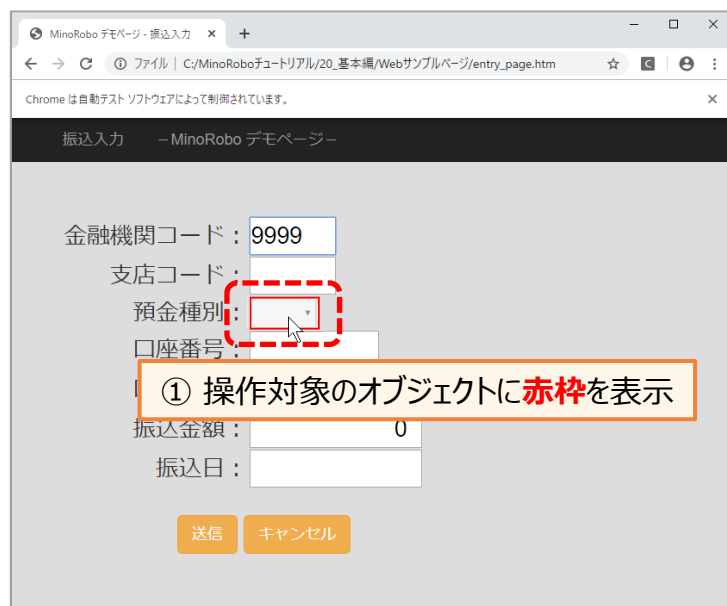 MinoRobo デモページ - 振込入力
ファイル | C:/MinoRoboチュートリアル/20_基本編/Webサンプルページ/entry_page.htm
Chrome は自動テスト ソフトウェアによって制御されています。
振込入力 – MinoRobo デモページ –
金融機関コード : 9999
支店コード :
預金種別 :
口座番号 :
① 操作対象のオブジェクトに赤枠を表示
振込金額 : 0
振込日 :
送信 キャンセル